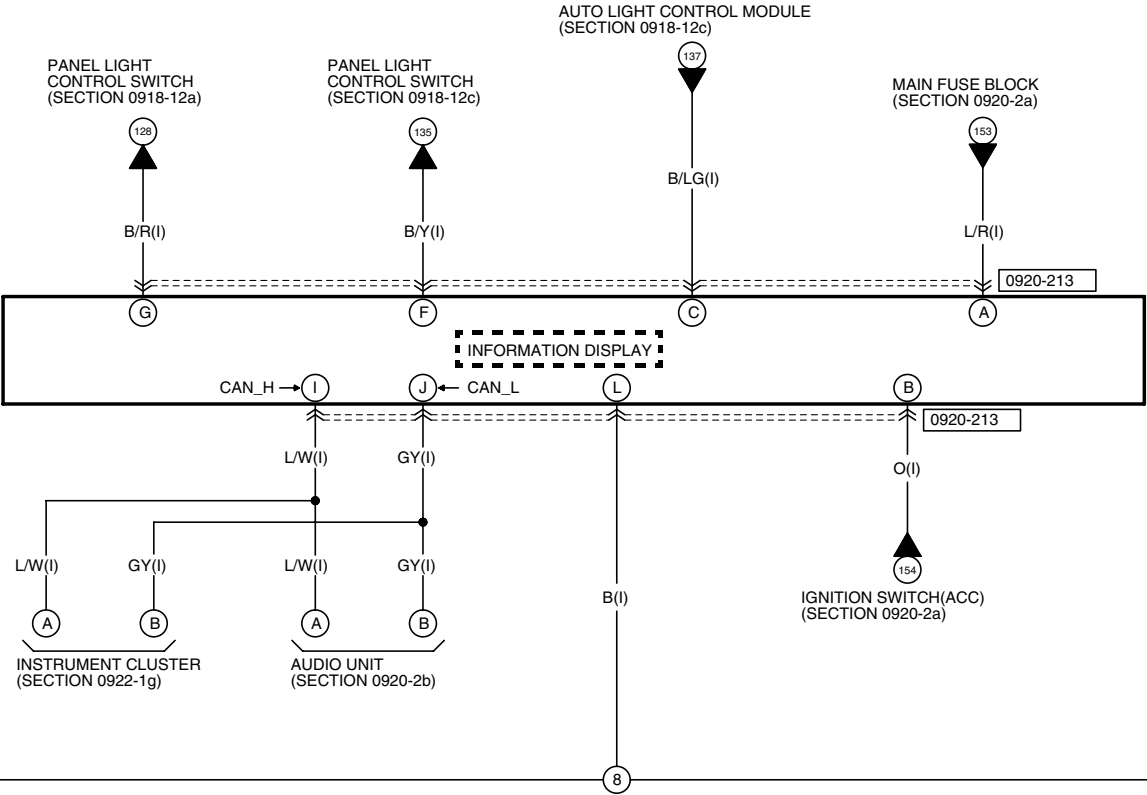 AUTO LIGHT CONTROL MODULE
(SECTION 0918-12c)
137
PANEL LIGHT
CONTROL SWITCH
(SECTION 0918-12a)
128
PANEL LIGHT
CONTROL SWITCH
(SECTION 0918-12c)
135
MAIN FUSE BLOCK
(SECTION 0920-2a)
153
B/LG(I)
B/R(I)
B/Y(I)
L/R(I)
0920-213
G
F
C
A
INFORMATION DISPLAY
CAN_H
I
J
CAN_L
L
B
0920-213
L/W(I)
GY(I)
O(I)
L/W(I)
GY(I)
L/W(I)
GY(I)
154
B(I)
IGNITION SWITCH(ACC)
(SECTION 0920-2a)
A
B
A
B
INSTRUMENT CLUSTER
(SECTION 0922-1g)
AUDIO UNIT
(SECTION 0920-2b)
8